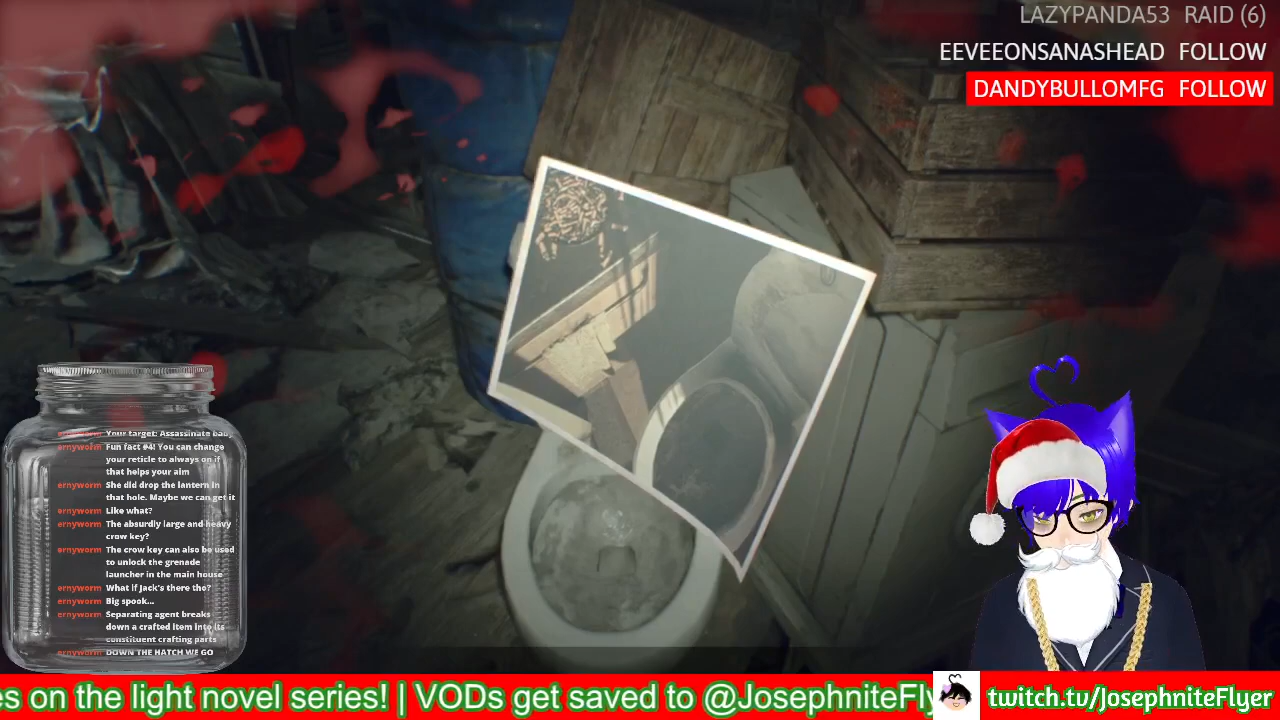 LAZYPANDA53 RAID (6)
EEVEEONSANASHEAD FOLLOW
DANDYBULLOMFG FOLLOW
ernyworm Your target: Assassinate baby
ernyworm Fun fact #4! You can change
your reticle to always on if
that helps your aim
ernyworm She did drop the lantern in
that hole. Maybe we can get it
ernyworm Like what?
ernyworm The absurdly large and heavy
crow key?
ernyworm The crow key can also be used
to unlock the grenade
launcher in the main house
ernyworm What if Jack's there tho?
ernyworm Big spook...
ernyworm Separating agent breaks
down a crafted item into its
constituent crafting parts
ernyworm DOWN THE HATCH WE GO
es on the light novel series! | VODs get saved to @JosephniteFly
twitch.tv/JosephniteFlyer